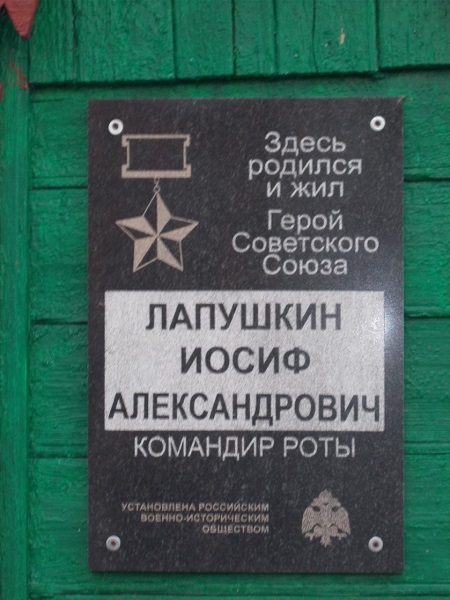 Здесь
родился
и жил
Герой
Советского
Союза
ЛАПУШКИН
ИОСИФ
АЛЕКСАНДРОВИЧ
КОМАНДИР РОТЫ
УСТАНОВЛЕНА РОССИЙСКИМ
ВОЕННО-ИСТОРИЧЕСКИМ
ОБЩЕСТВОМ